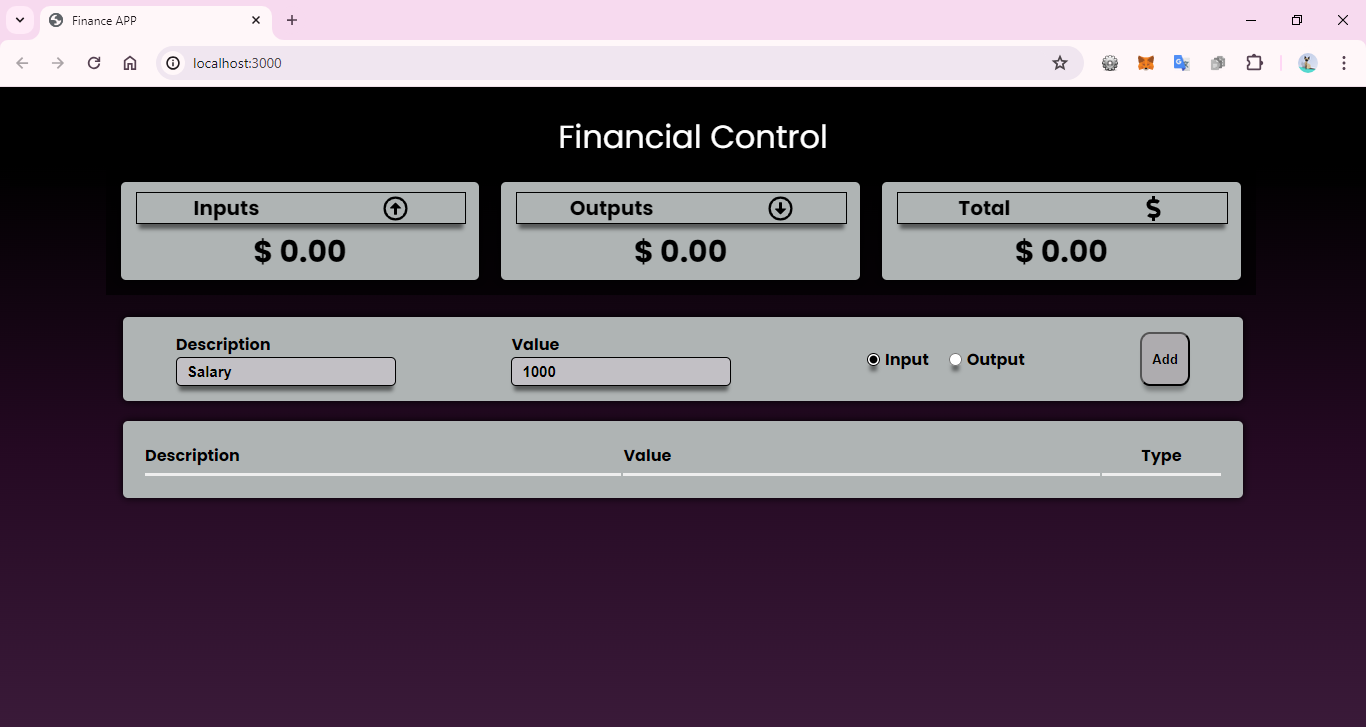 Finance APP
localhost:3000
Financial Control
Inputs Outputs Total $
$ 0.00 $ 0.00 $ 0.00
Description Value
Salary 1000 Input Output Add
Description Value Type